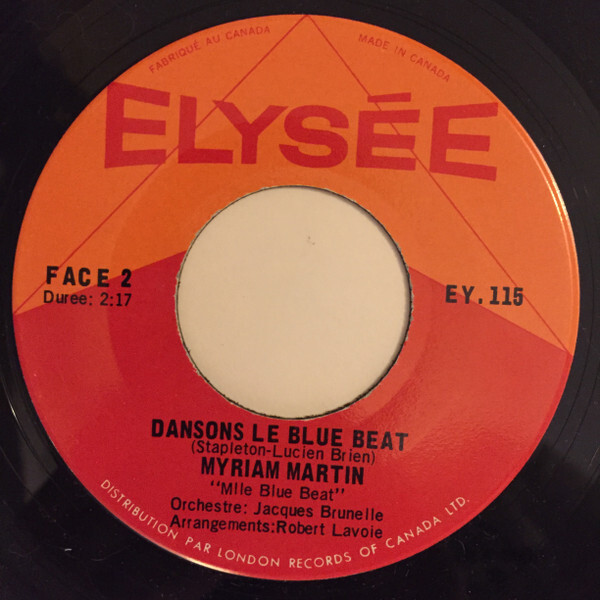 FABRIQUÉ AU CANADA
MADE IN CANADA
ELYSÉE
FACE 2
Duree: 2:17
EY. 115
DANSONS LE BLUE BEAT
(Stapleton-Lucien Brien)
MYRIAM MARTIN
"Mlle Blue Beat"
Orchestre: Jacques Brunelle
Arrangements:Robert Lavoie
DISTRIBUTION PAR LONDON RECORDS OF CANADA LTD.